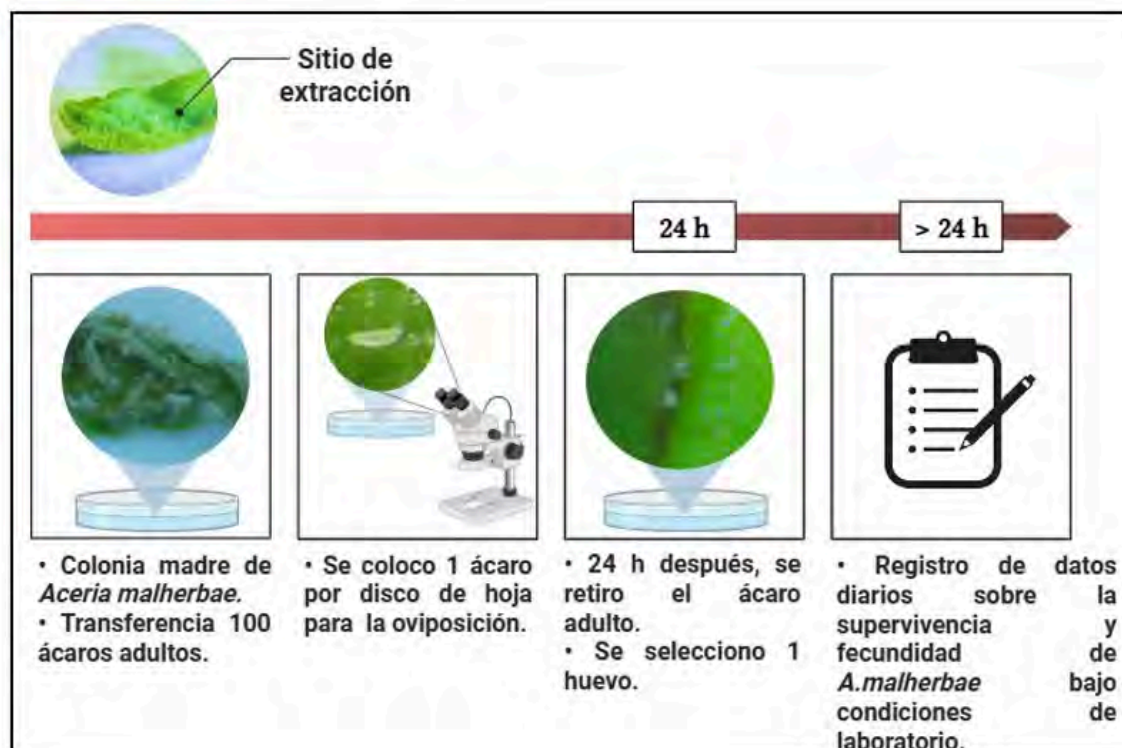 Sitio de
extracción
24 h
> 24 h
• Colonia madre de
Aceria malherbae.
• Transferencia 100
ácaros adultos.
• Se coloco 1 ácaro
por disco de hoja
para la oviposición.
• 24 h después, se
retiro el ácaro
adulto.
• Se selecciono 1
huevo.
• Registro de datos
diarios sobre la
supervivencia y
fecundidad de
A.malherbae bajo
condiciones de
laboratorio.